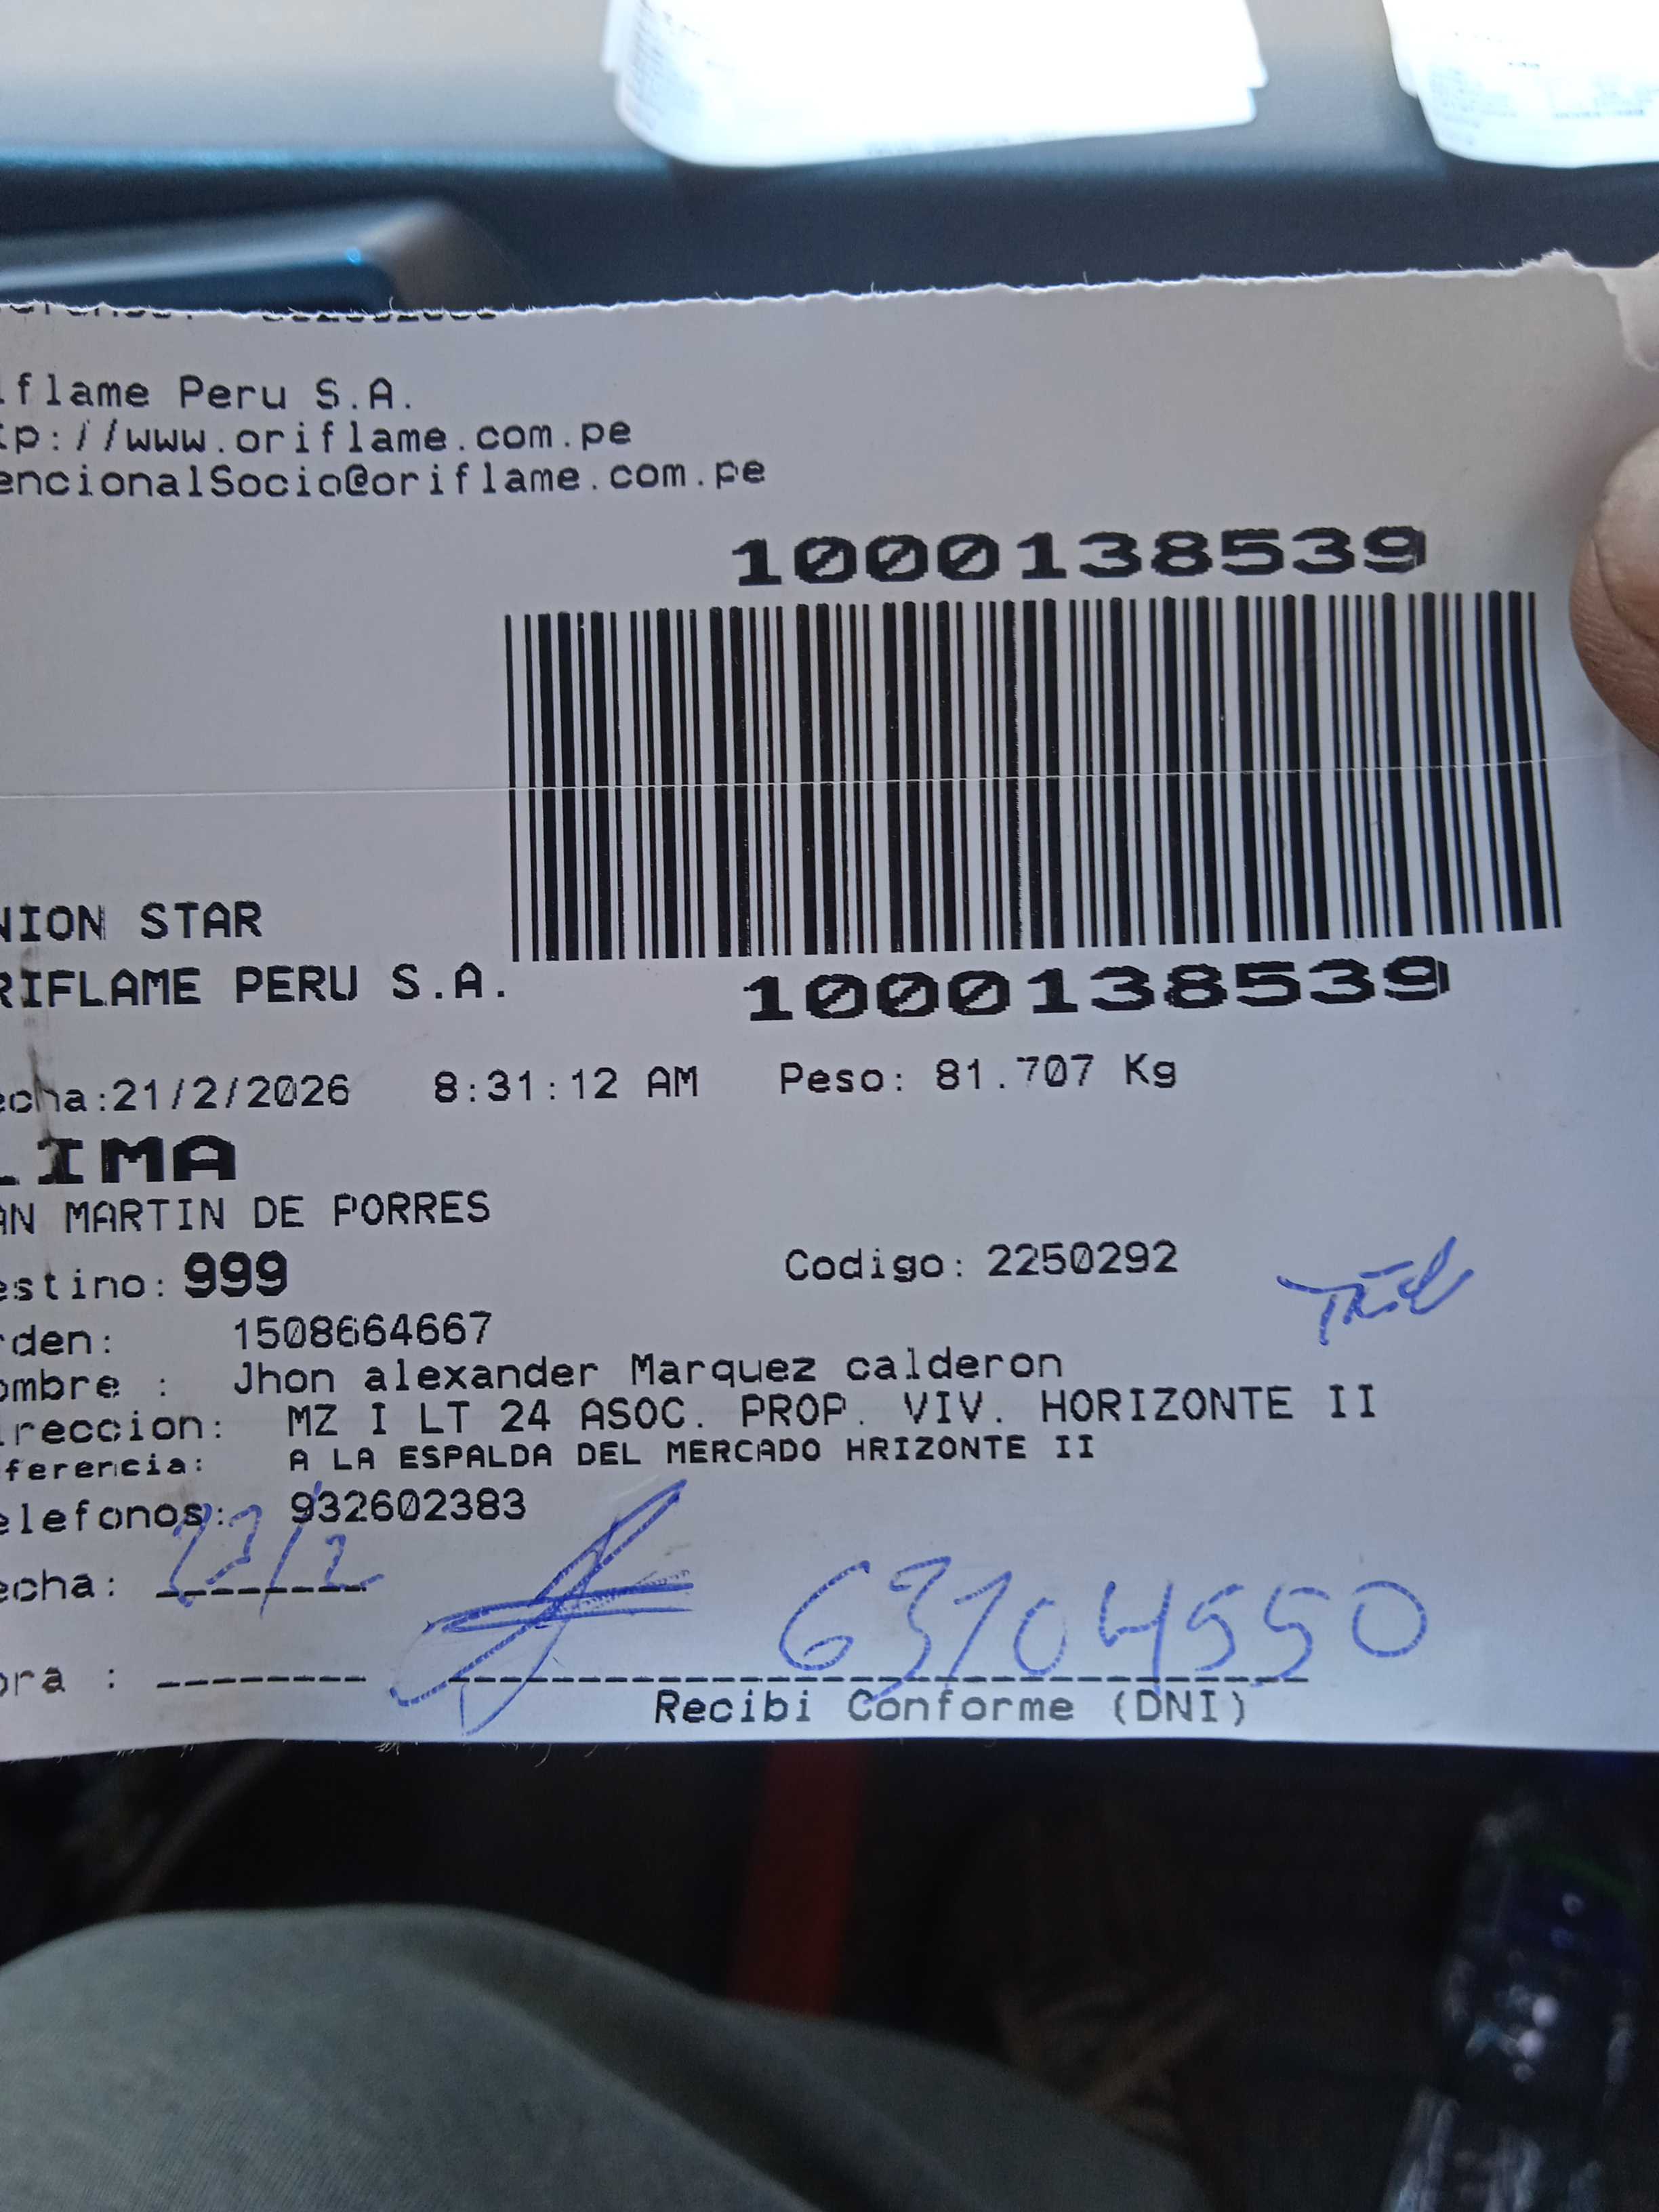 iflame Peru S.A.
tp://www.oriflame.com.pe
encionalSocio@oriflame.com.pe
1000138539
NION STAR
RIFLAME PERU S.A.
1000138539
echa:21/2/2026 8:31:12 AM Peso: 81.707 Kg
LIMA
AN MARTIN DE PORRES
estino: 999 Codigo: 2250292
rden: 1508664667
ombre : Jhon alexander Marquez calderon
ireccion: MZ I LT 24 ASOC. PROP. VIV. HORIZONTE II
ferencia: A LA ESPALDA DEL MERCADO HRIZONTE II
elefonos: 932602383
echa:
63104550
ora :
Recibi Conforme (DNI)